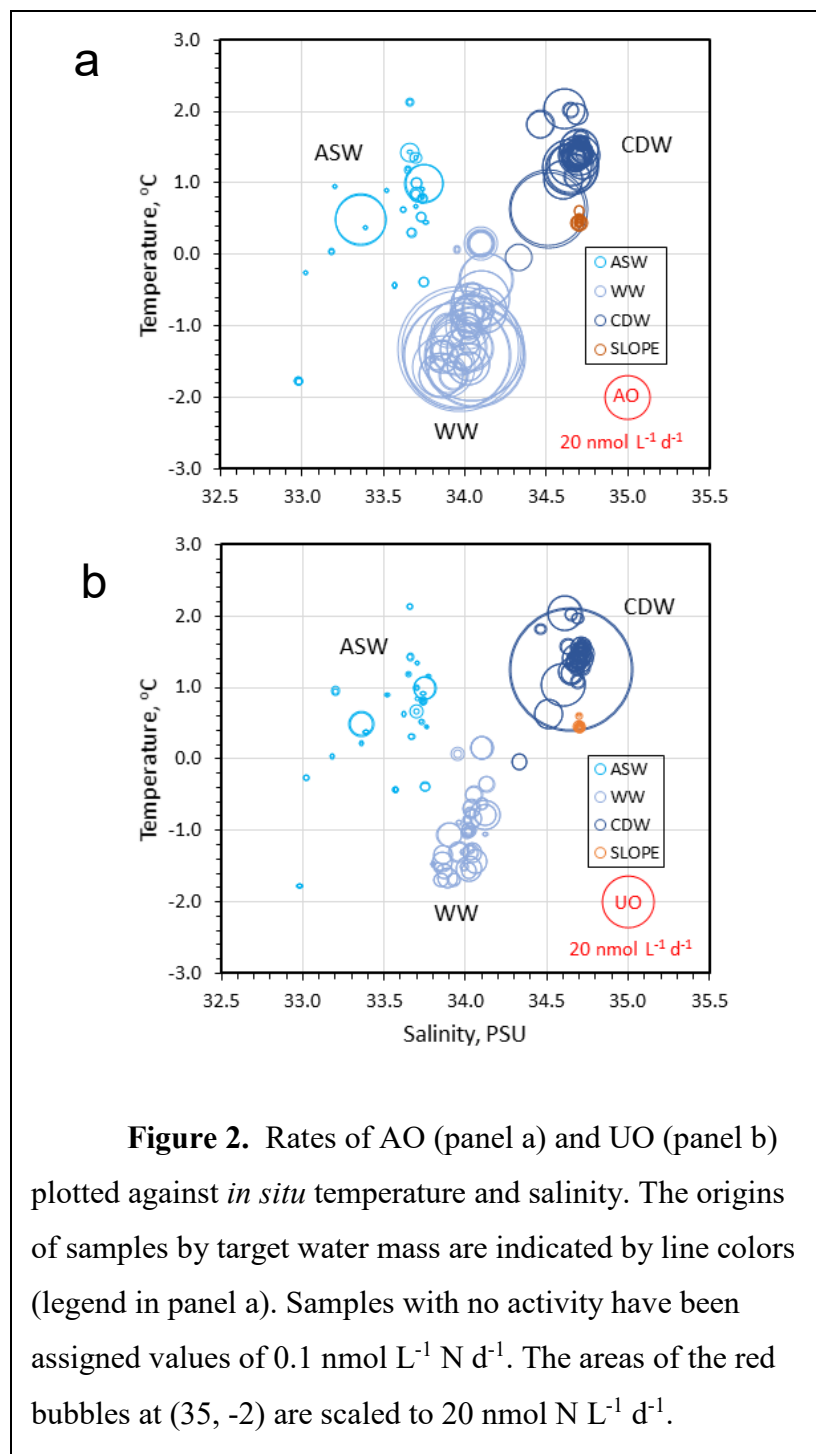 a
3.0
2.0
1.0
0.0
-1.0
-2.0
-3.0
Temperature, °C
ASW
CDW
WW
ASW
WW
CDW
SLOPE
AO
20 nmol L-1 d-1
32.5 33.0 33.5 34.0 34.5 35.0 35.5
b
3.0
2.0
1.0
0.0
-1.0
-2.0
-3.0
Temperature, °C
ASW
CDW
WW
ASW
WW
CDW
SLOPE
UO
20 nmol L-1 d-1
32.5 33.0 33.5 34.0 34.5 35.0 35.5
Salinity, PSU
Figure 2. Rates of AO (panel a) and UO (panel b)
plotted against in situ temperature and salinity. The origins
of samples by target water mass are indicated by line colors
(legend in panel a). Samples with no activity have been
assigned values of 0.1 nmol L-1 N d-1. The areas of the red
bubbles at (35, -2) are scaled to 20 nmol N L-1 d-1.